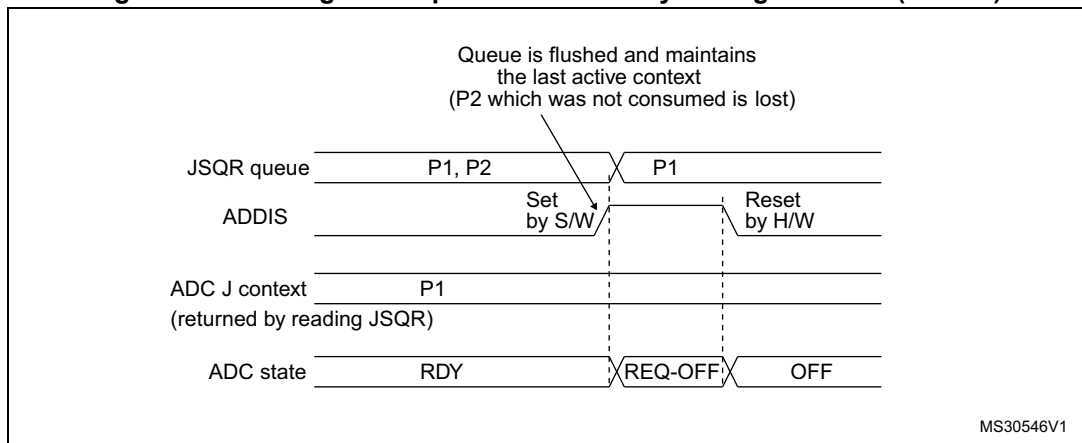 Queue is flushed and maintains
the last active context
(P2 which was not consumed is lost)
JSQR queue P1, P2 P1
ADDIS Set by S/W Reset by H/W
ADC J context P1
(returned by reading JSQR)
ADC state RDY REQ-OFF OFF
MS30546V1